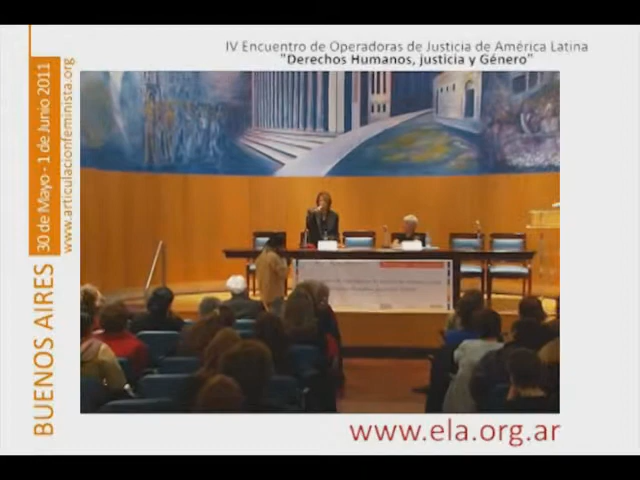 IV Encuentro de Operadoras de Justicia de América Latina
"Derechos Humanos, justicia y Género"
BUENOS AIRES
30 de Mayo - 1 de Junio 2011
www.articulacionfeminista.org
www.ela.org.ar